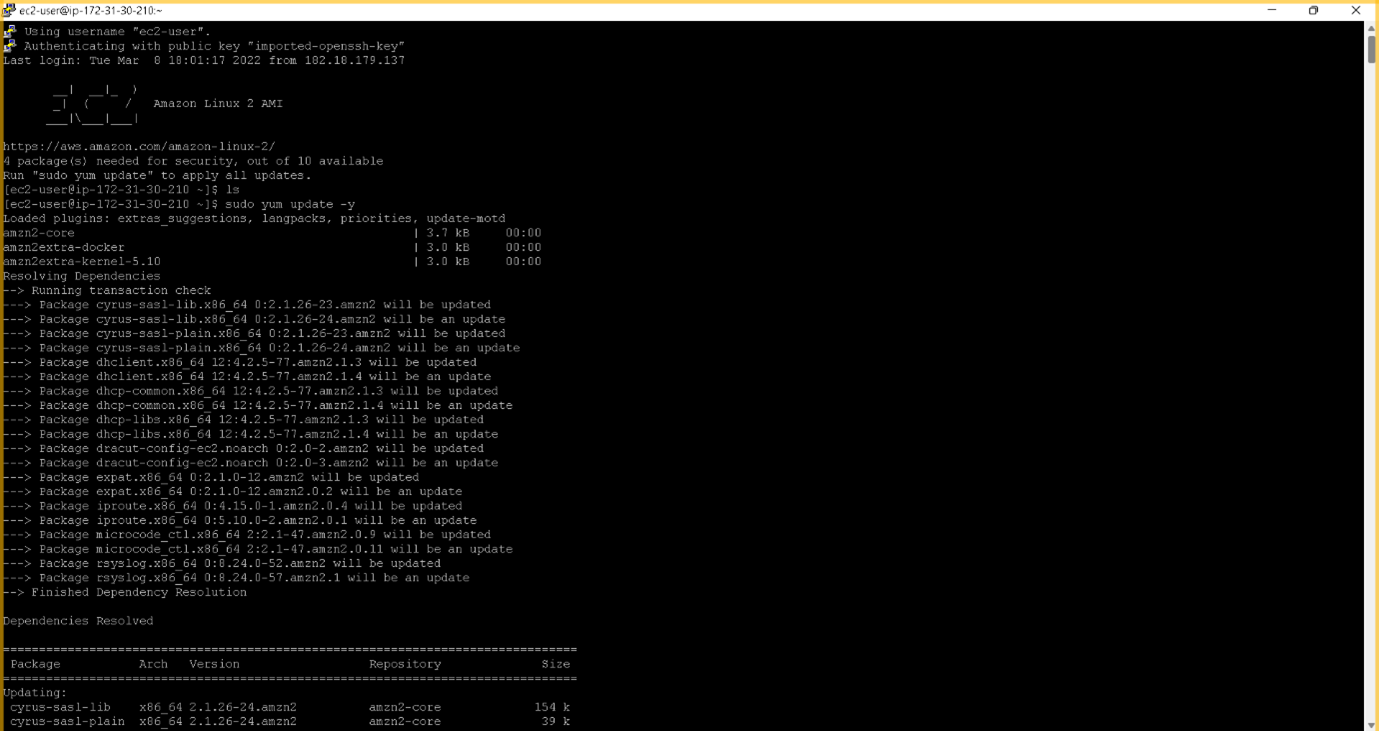 ec2-user@ip-172-31-30-210:~
Using username "ec2-user".
Authenticating with public key "imported-openssh-key"
Last login: Tue Mar  8 18:01:17 2022 from 182.18.179.137
       __|  __|_  )
       _|  (     /   Amazon Linux 2 AMI
      ___|\___|___|
https://aws.amazon.com/amazon-linux-2/
4 package(s) needed for security, out of 10 available
Run "sudo yum update" to apply all updates.
[ec2-user@ip-172-31-30-210 ~]$ ls
[ec2-user@ip-172-31-30-210 ~]$ sudo yum update -y
Loaded plugins: extras_suggestions, langpacks, priorities, update-motd
amzn2-core                                               | 3.7 kB     00:00
amzn2extra-docker                                        | 3.0 kB     00:00
amzn2extra-kernel-5.10                                   | 3.0 kB     00:00
Resolving Dependencies
--> Running transaction check
---> Package cyrus-sasl-lib.x86_64 0:2.1.26-23.amzn2 will be updated
---> Package cyrus-sasl-lib.x86_64 0:2.1.26-24.amzn2 will be an update
---> Package cyrus-sasl-plain.x86_64 0:2.1.26-23.amzn2 will be updated
---> Package cyrus-sasl-plain.x86_64 0:2.1.26-24.amzn2 will be an update
---> Package dhclient.x86_64 12:4.2.5-77.amzn2.1.3 will be updated
---> Package dhclient.x86_64 12:4.2.5-77.amzn2.1.4 will be an update
---> Package dhcp-common.x86_64 12:4.2.5-77.amzn2.1.3 will be updated
---> Package dhcp-common.x86_64 12:4.2.5-77.amzn2.1.4 will be an update
---> Package dhcp-libs.x86_64 12:4.2.5-77.amzn2.1.3 will be updated
---> Package dhcp-libs.x86_64 12:4.2.5-77.amzn2.1.4 will be an update
---> Package dracut-config-ec2.noarch 0:2.0-2.amzn2 will be updated
---> Package dracut-config-ec2.noarch 0:2.0-3.amzn2 will be an update
---> Package expat.x86_64 0:2.1.0-12.amzn2 will be updated
---> Package expat.x86_64 0:2.1.0-12.amzn2.0.2 will be an update
---> Package iproute.x86_64 0:4.15.0-1.amzn2.0.4 will be updated
---> Package iproute.x86_64 0:5.10.0-2.amzn2.0.1 will be an update
---> Package microcode_ctl.x86_64 2:2.1-47.amzn2.0.9 will be updated
---> Package microcode_ctl.x86_64 2:2.1-47.amzn2.0.11 will be an update
---> Package rsyslog.x86_64 0:8.24.0-52.amzn2 will be updated
---> Package rsyslog.x86_64 0:8.24.0-57.amzn2.1 will be an update
--> Finished Dependency Resolution
Dependencies Resolved
================================================================================
 Package           Arch   Version                  Repository              Size
================================================================================
Updating:
 cyrus-sasl-lib    x86_64 2.1.26-24.amzn2          amzn2-core             154 k
 cyrus-sasl-plain  x86_64 2.1.26-24.amzn2          amzn2-core              39 k